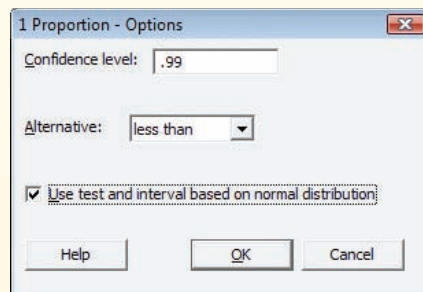 1 Proportion - Options
Confidence level: .99
Alternative: less than
Use test and interval based on normal distribution
Help OK Cancel